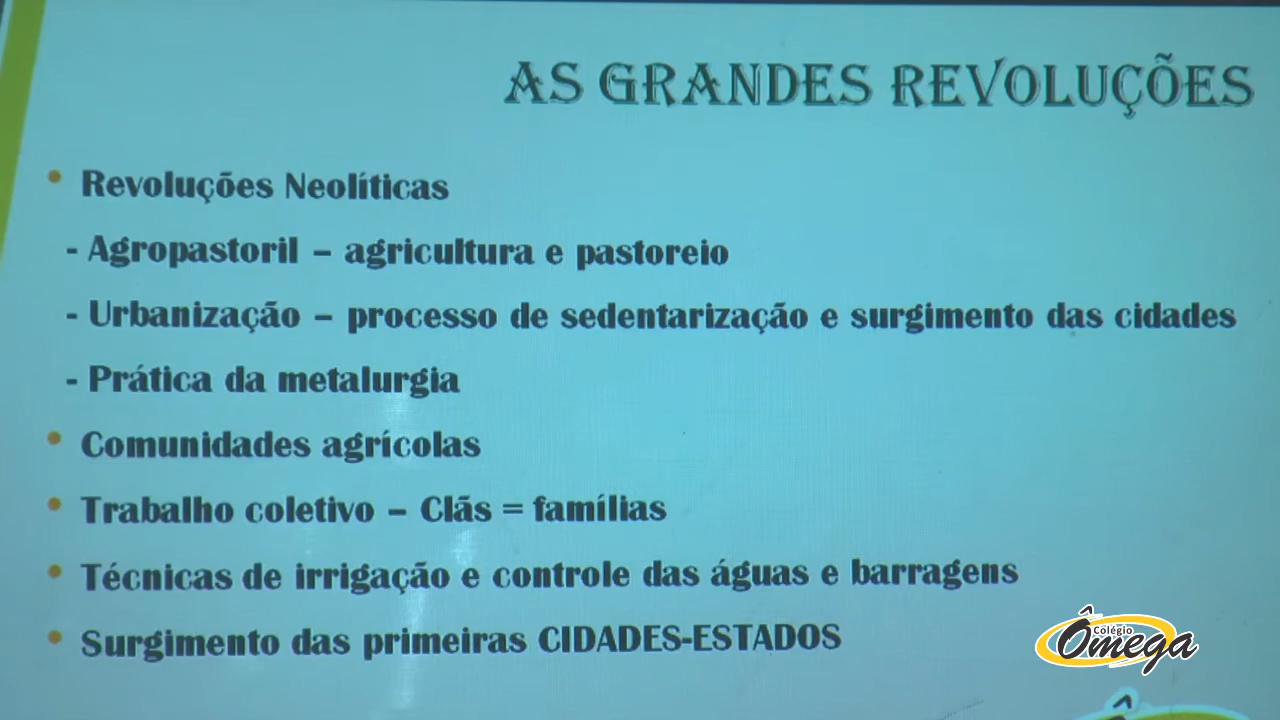 AS GRANDES REVOLUÇÕES
• Revoluções Neolíticas
- Agropastoril – agricultura e pastoreio
- Urbanização – processo de sedentarização e surgimento das cidades
- Prática da metalurgia
• Comunidades agrícolas
• Trabalho coletivo – Clãs = famílias
• Técnicas de irrigação e controle das águas e barragens
• Surgimento das primeiras CIDADES-ESTADOS
Colégio
Ômega